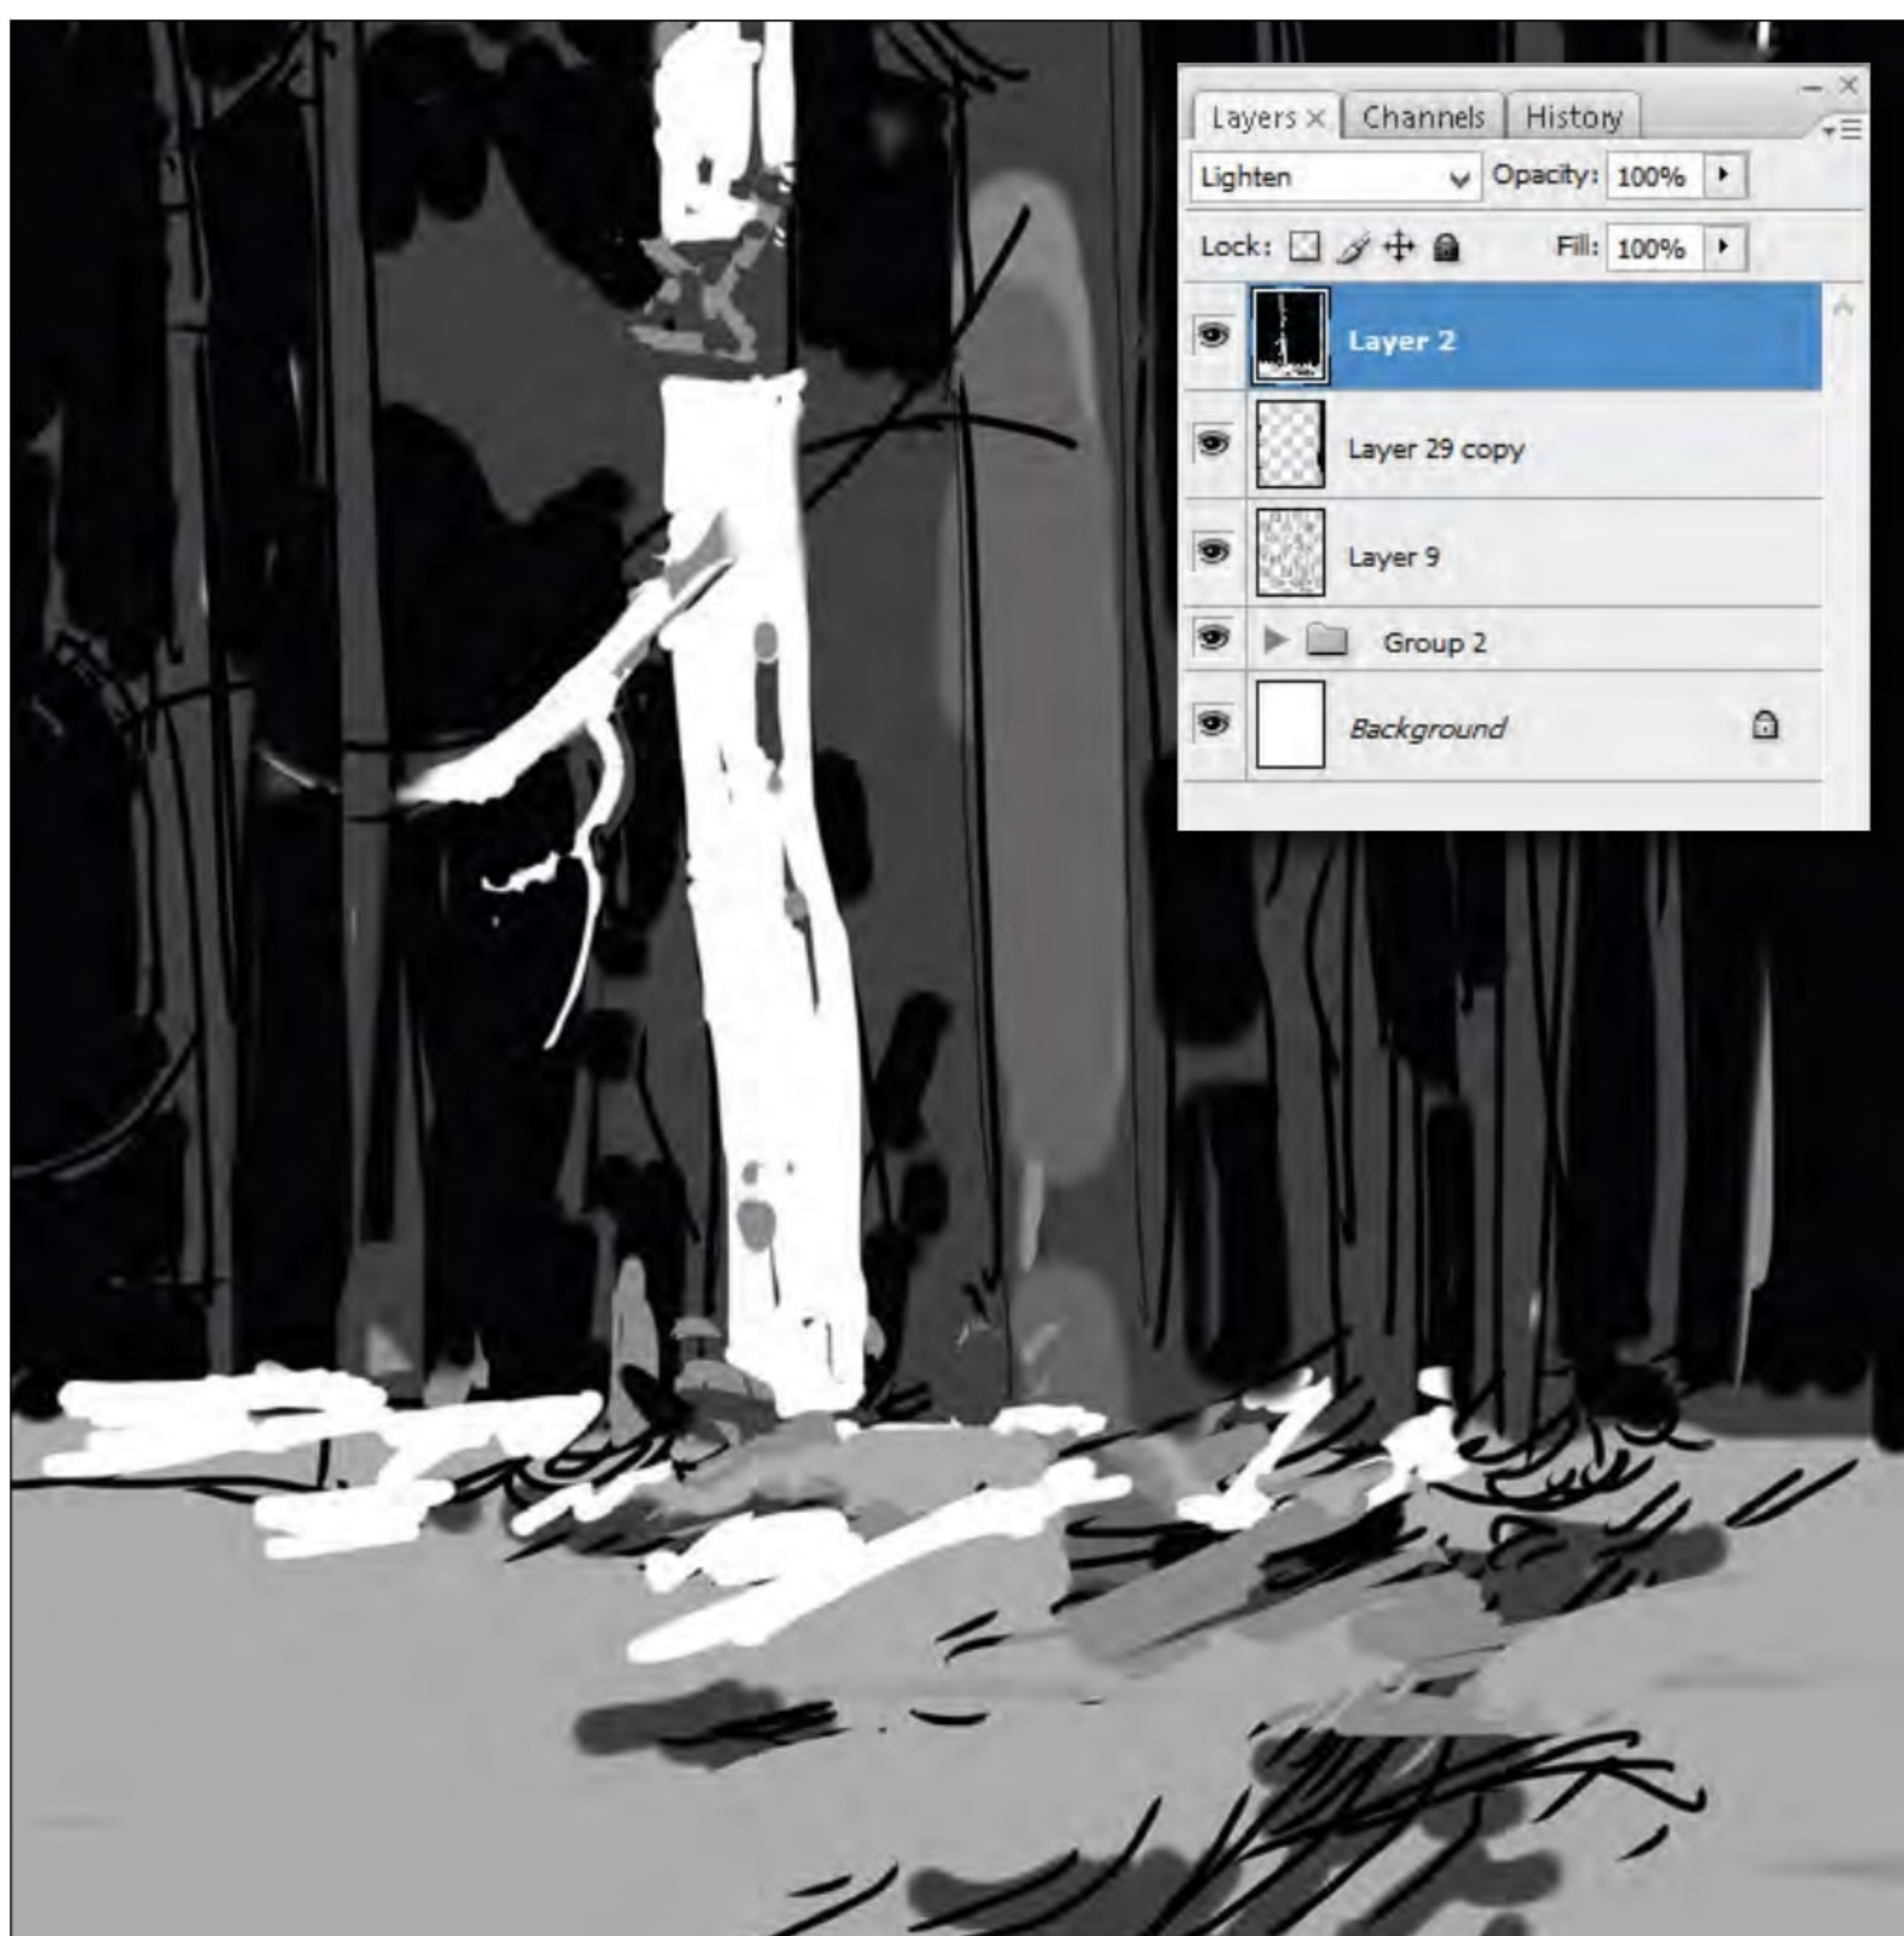 Layers × Channels History
Lighten Opacity: 100%
Lock: Fill: 100%
Layer 2
Layer 29 copy
Layer 9
Group 2
Background